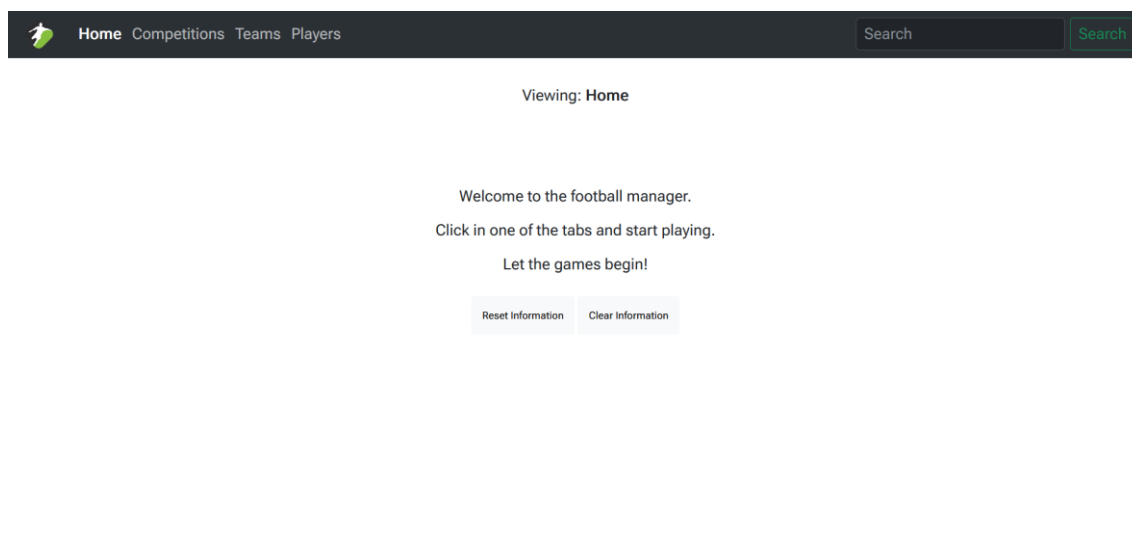 Home Competitions Teams Players Search Search
Viewing: Home
Welcome to the football manager.
Click in one of the tabs and start playing.
Let the games begin!
Reset Information Clear Information